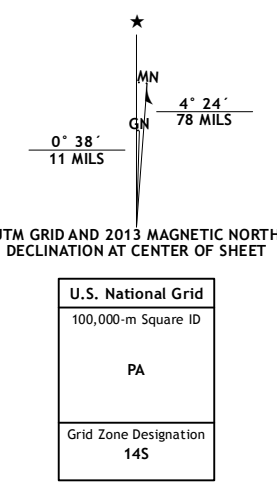 MN
GN
4° 24´
78 MILS
0° 38´
11 MILS
UTM GRID AND 2013 MAGNETIC NORTH
DECLINATION AT CENTER OF SHEET
U.S. National Grid
100,000-m Square ID
PA
Grid Zone Designation
14S